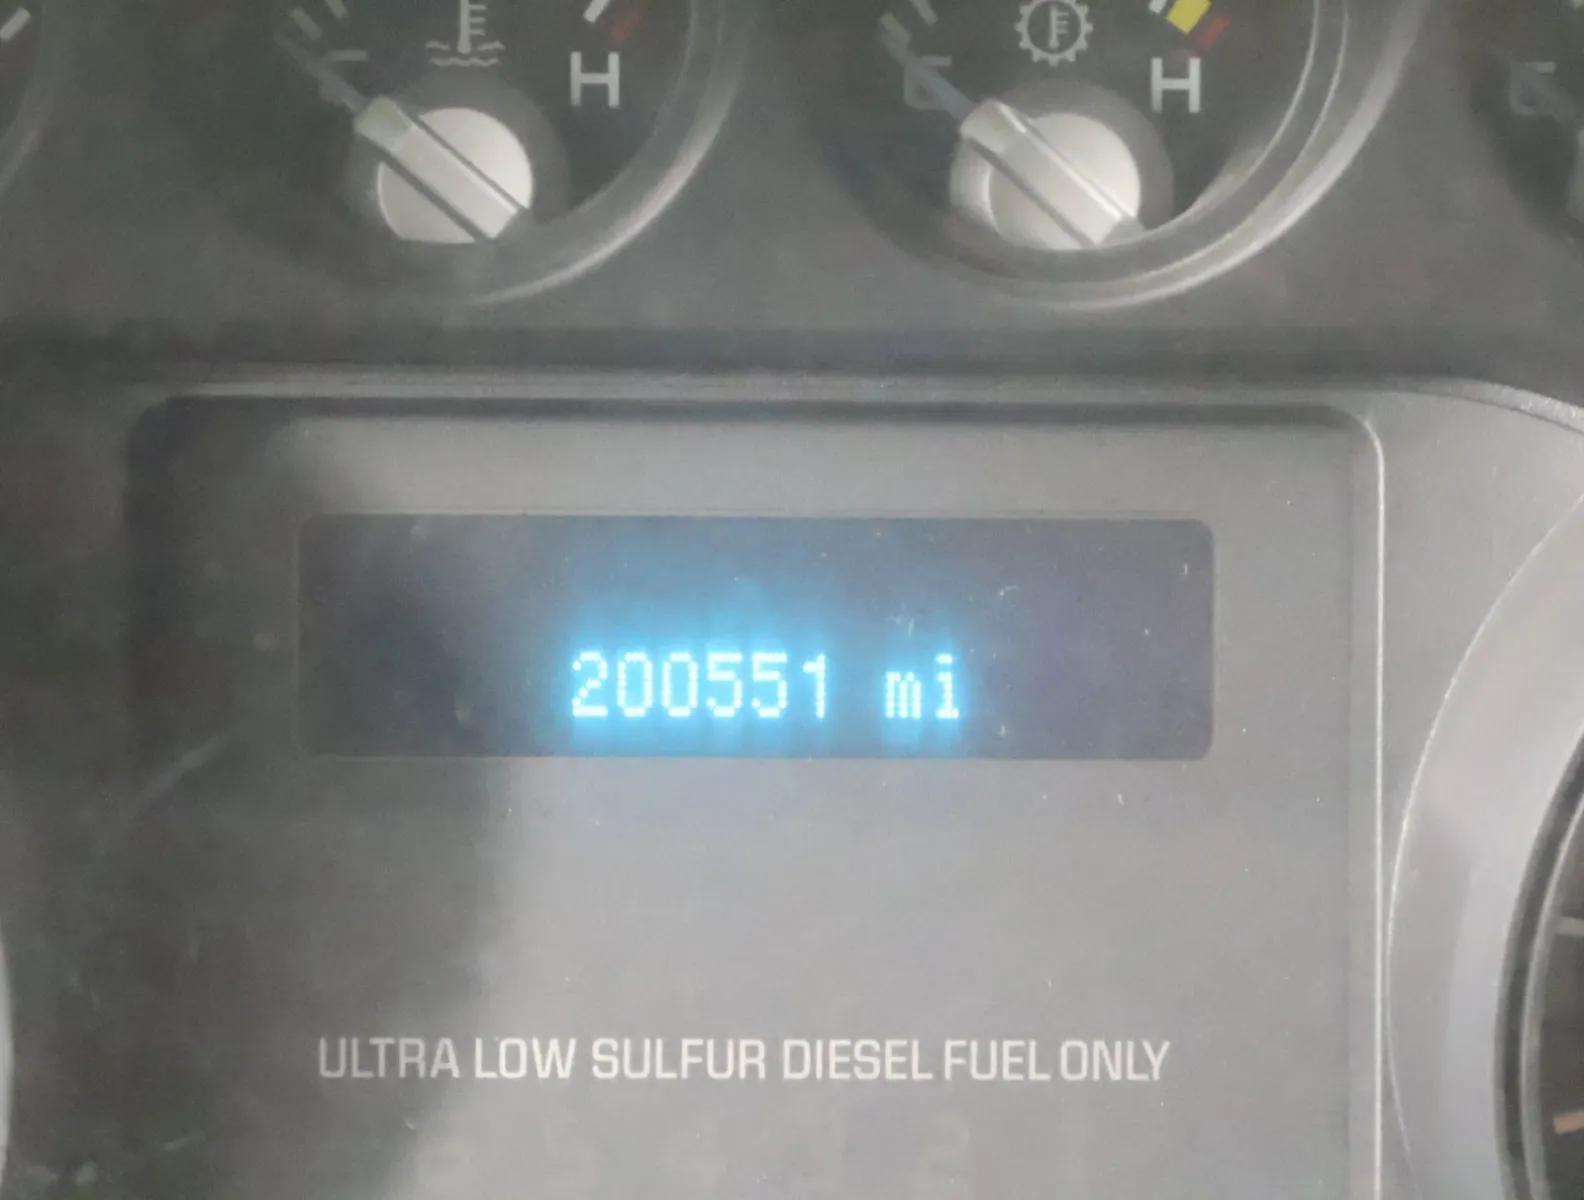 H H
200551 mi
ULTRA LOW SULFUR DIESEL FUEL ONLY